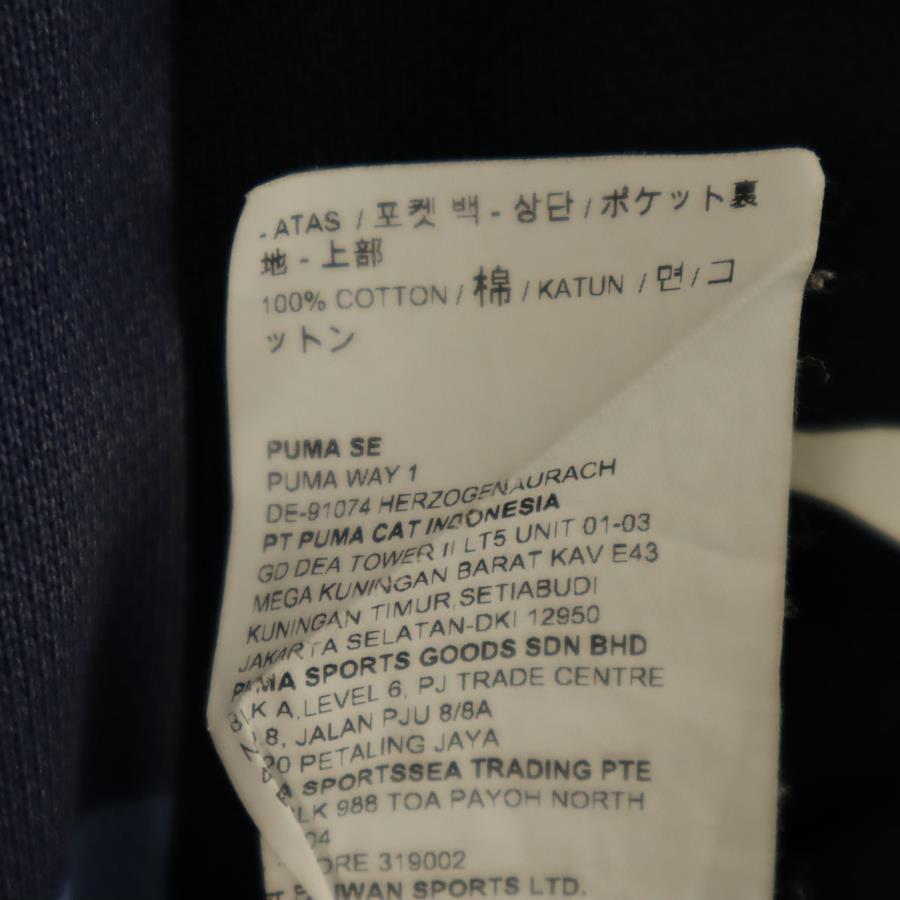 - ATAS / 포켓 백 - 상단 / ポケット裏
地 - 上部
100% COTTON / 棉 / KATUN / 면 / コ
ットン
PUMA SE
PUMA WAY 1
DE-91074 HERZOGENAURACH
PT PUMA CAT INDONESIA
GD DEA TOWER II LT5 UNIT 01-03
MEGA KUNINGAN BARAT KAV E43
KUNINGAN TIMUR,SETIABUDI
JAKARTA SELATAN-DKI 12950
PUMA SPORTS GOODS SDN BHD
BLK A,LEVEL 6, PJ TRADE CENTRE
8, JALAN PJU 8/8A
PETALING JAYA
SPORTSSEA TRADING PTE
988 TOA PAYOH NORTH
319002
SPORTS LTD.